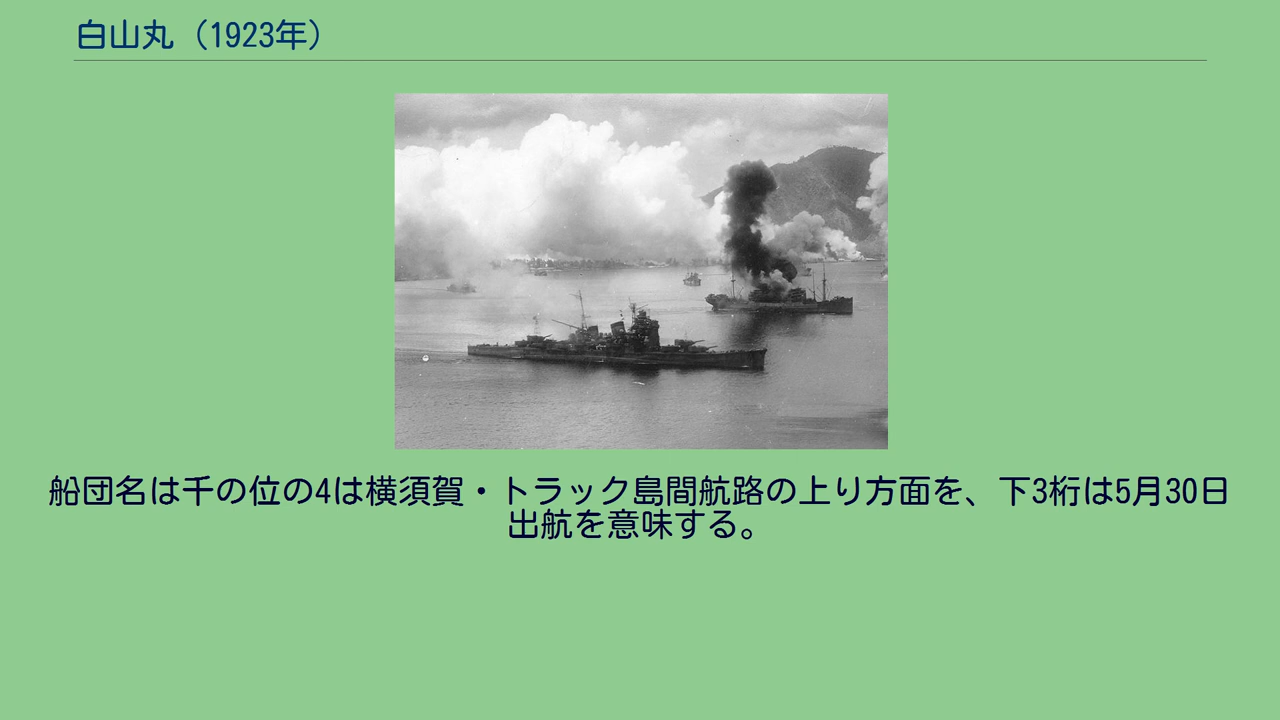 白山丸（1923年）
船団名は千の位の4は横須賀・トラック島間航路の上り方面を、下3桁は5月30日
出航を意味する。